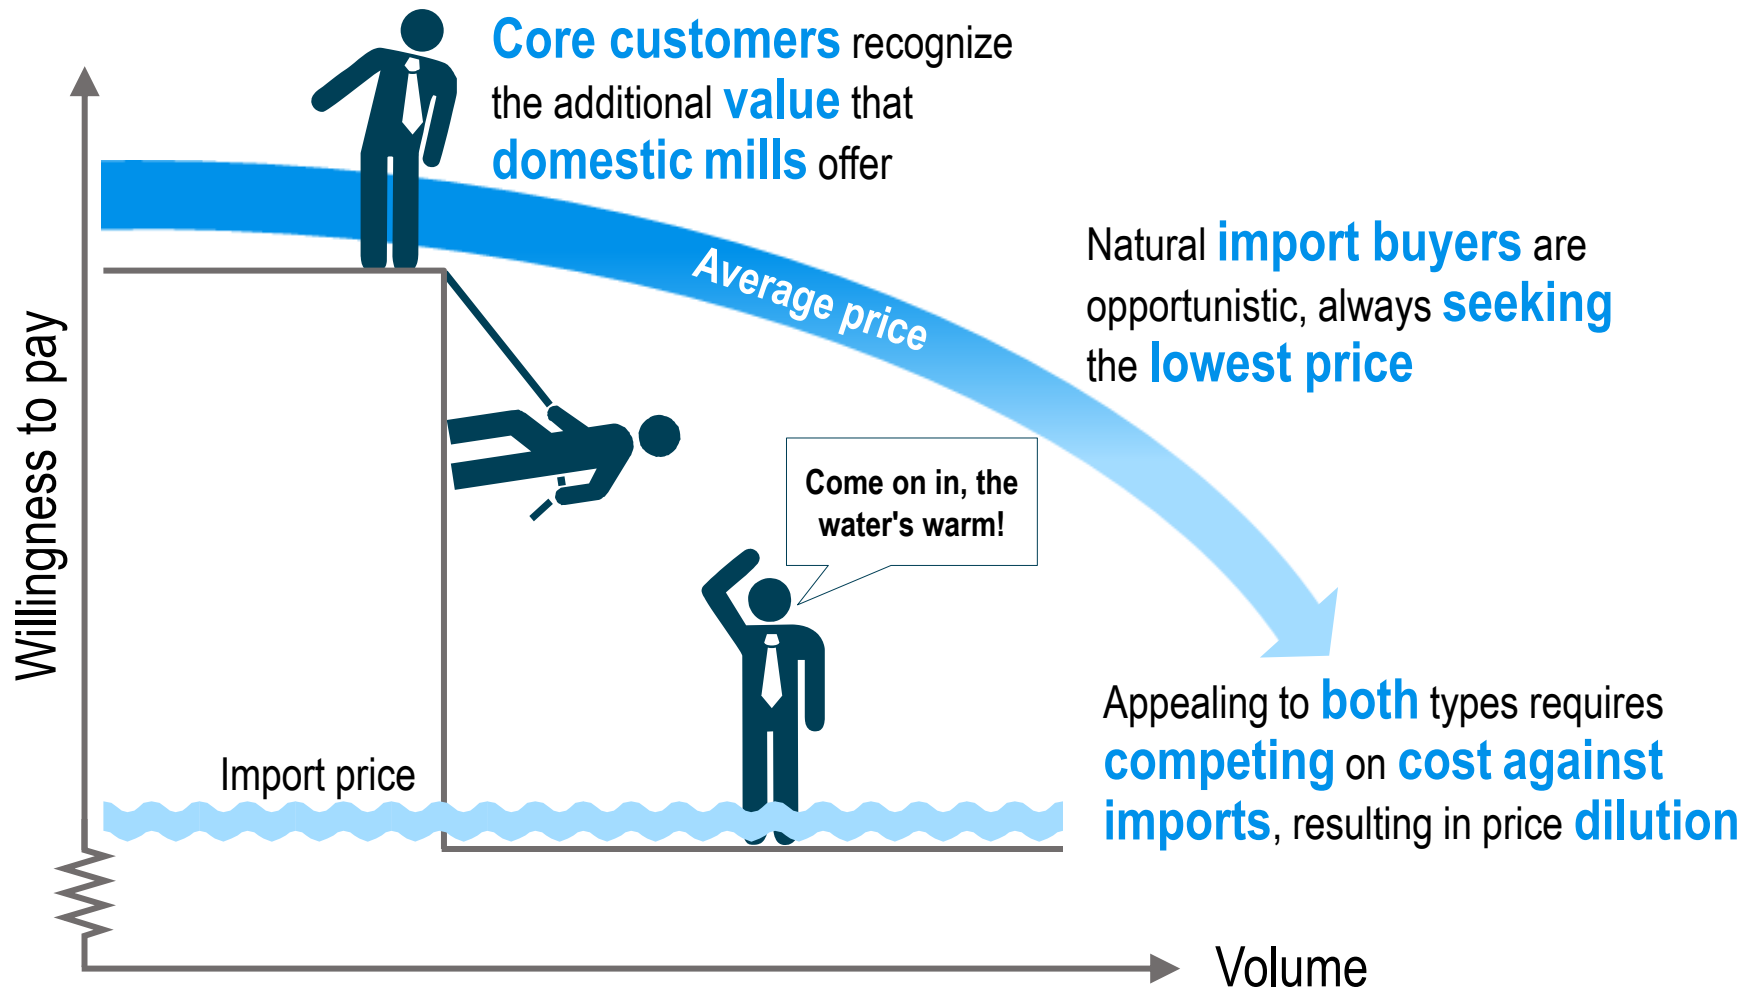 Core customers recognize
the additional value that
domestic mills offer
Natural import buyers are
opportunistic, always seeking
the lowest price
Average price
Willingness to pay
Come on in, the
water's warm!
Appealing to both types requires
competing on cost against
imports, resulting in price dilution
Import price
Volume